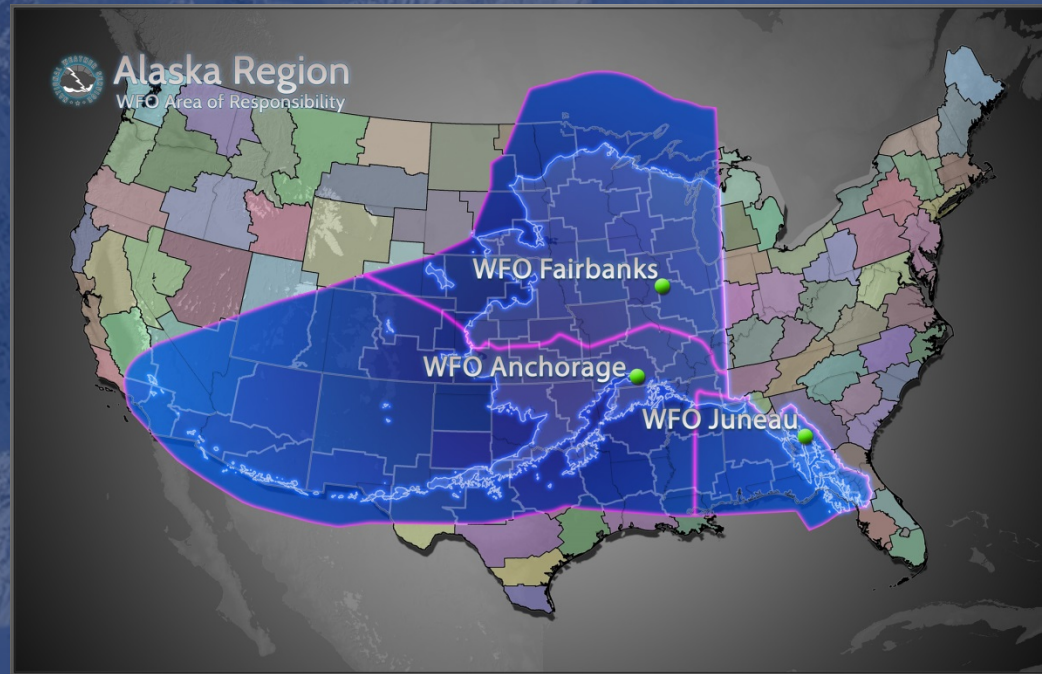 Alaska Region
WFO Area of Responsibility
WFO Fairbanks
WFO Anchorage
WFO Juneau